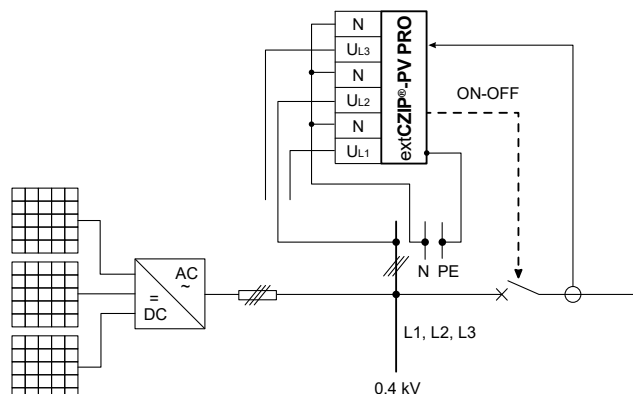 N
UL3
N
UL2
N
UL1
extCZIP®-PV PRO
ON-OFF
N PE
AC
~
=
DC
L1, L2, L3
0.4 kV